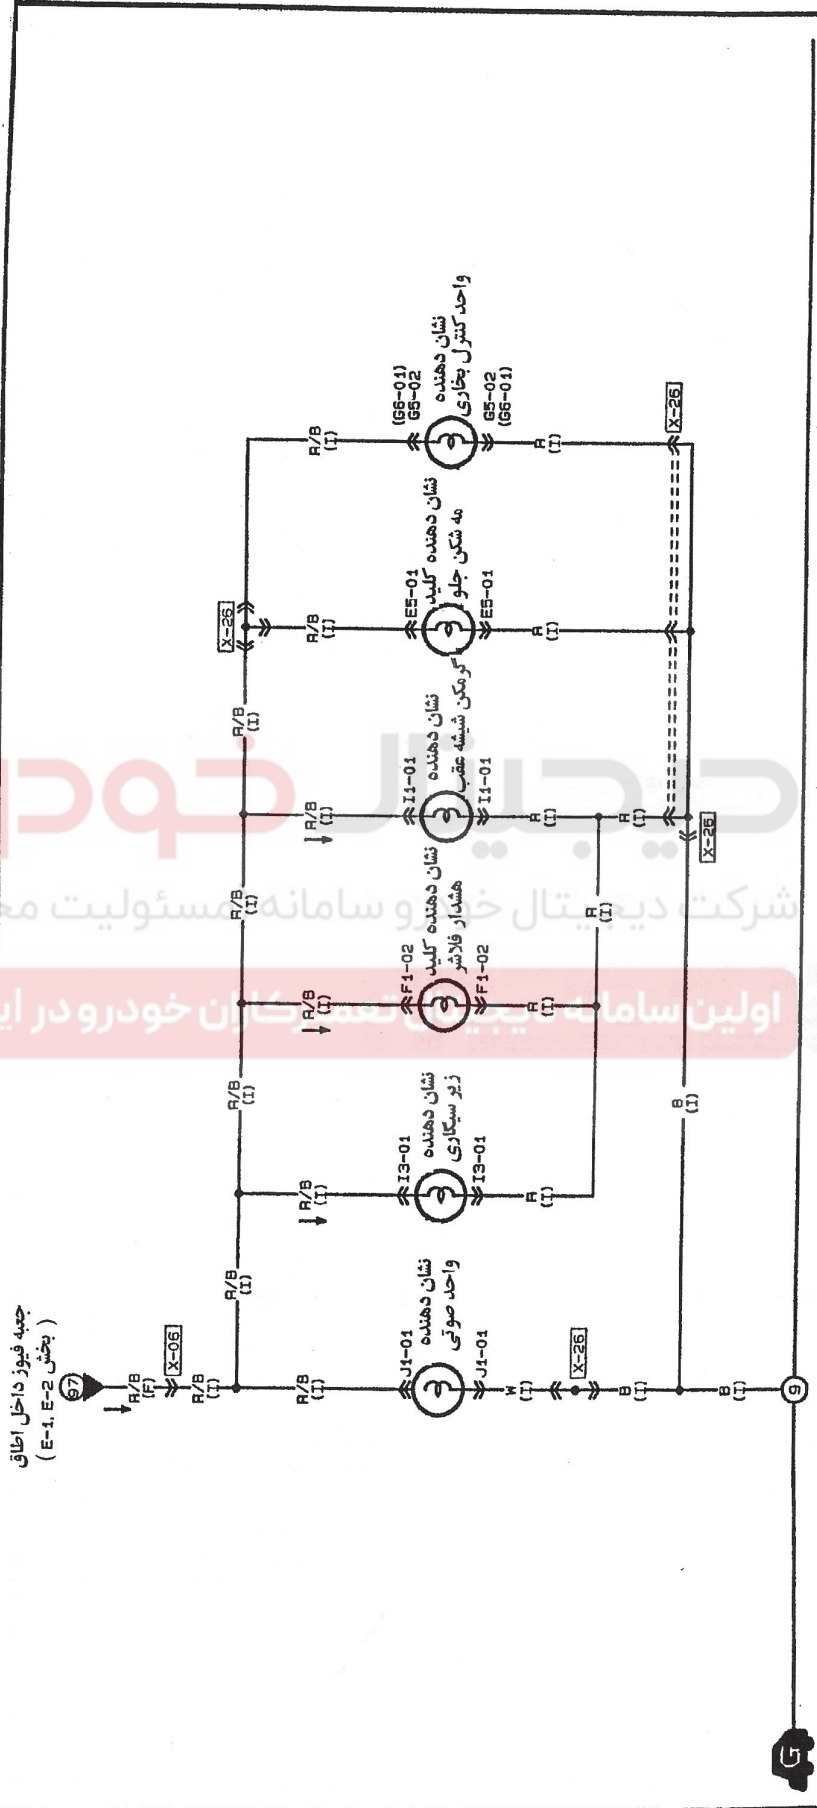 جعبه فیوز داخل اطاق
( بخش E-1, E-2 )
97
R/B
(F)
X-06
R/B
(I)
R/B
(I)
R/B
(I)
R/B
(I)
R/B
(I)
R/B
(I)
X-26
R/B
(I)
R/B
(I)
R/B
(I)
R/B
(I)
R/B
(I)
J1-01
نشان دهنده
واحد صوتی
J1-01
I3-01
نشان دهنده
زیر سیگاری
I3-01
F1-02
نشان دهنده کلید
هشدار فلاشر
F1-02
I1-01
نشان دهنده
گرمکن شیشه عقب
I1-01
E5-01
نشان دهنده کلید
مه شکن جلو
E5-01
(G6-01)
G5-02
نشان دهنده
واحد کنترل بخاری
G5-02
(G6-01)
W
(I)
R
(I)
R
(I)
R
(I)
R
(I)
R
(I)
R
(I)
R
(I)
X-26
X-26
X-26
B
(I)
B
(I)
B
(I)
9
G
دیجیتال خودرو
شرکت دیجیتال خودرو سامانه مسئولیت
اولین سامانه دیجیتال تعمیرکاران خودرو در